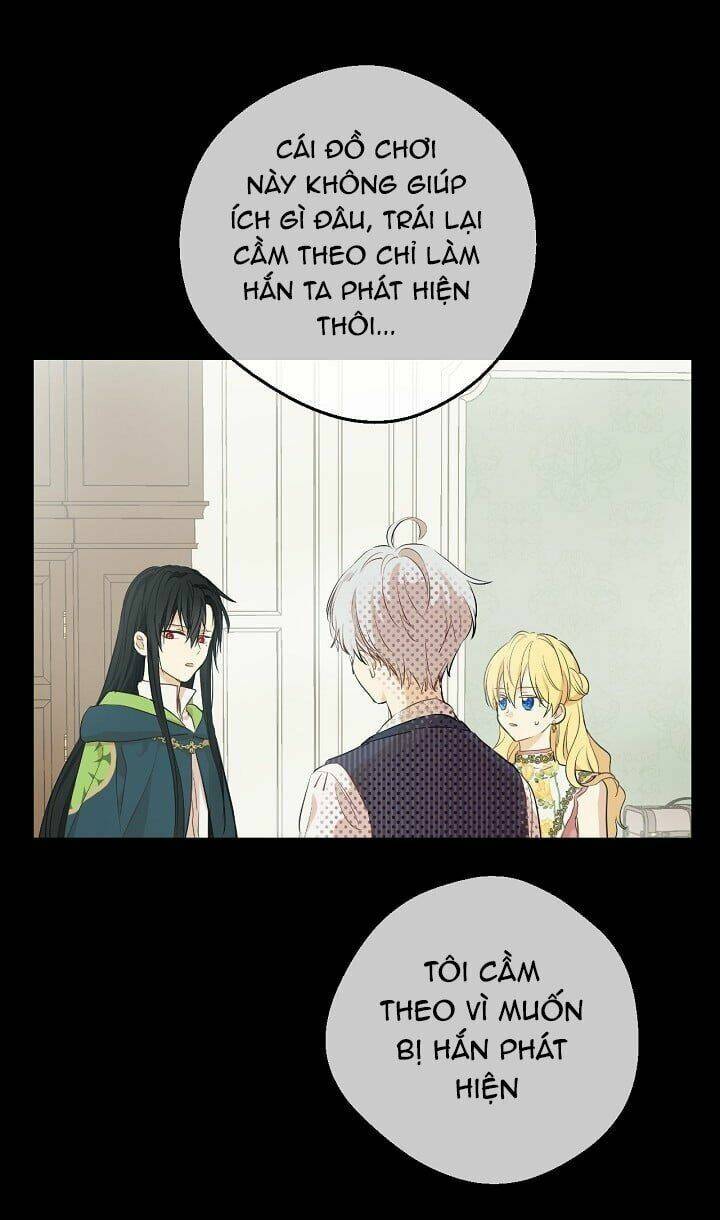 CÁI ĐỒ CHƠI
NÀY KHÔNG GIÚP
ÍCH GÌ ĐÂU, TRÁI LẠI
CẦM THEO CHỈ LÀM
HẮN TA PHÁT HIỆN
THÔI...
TÔI CẦM
THEO VÌ MUỐN
BỊ HẮN PHÁT
HIỆN